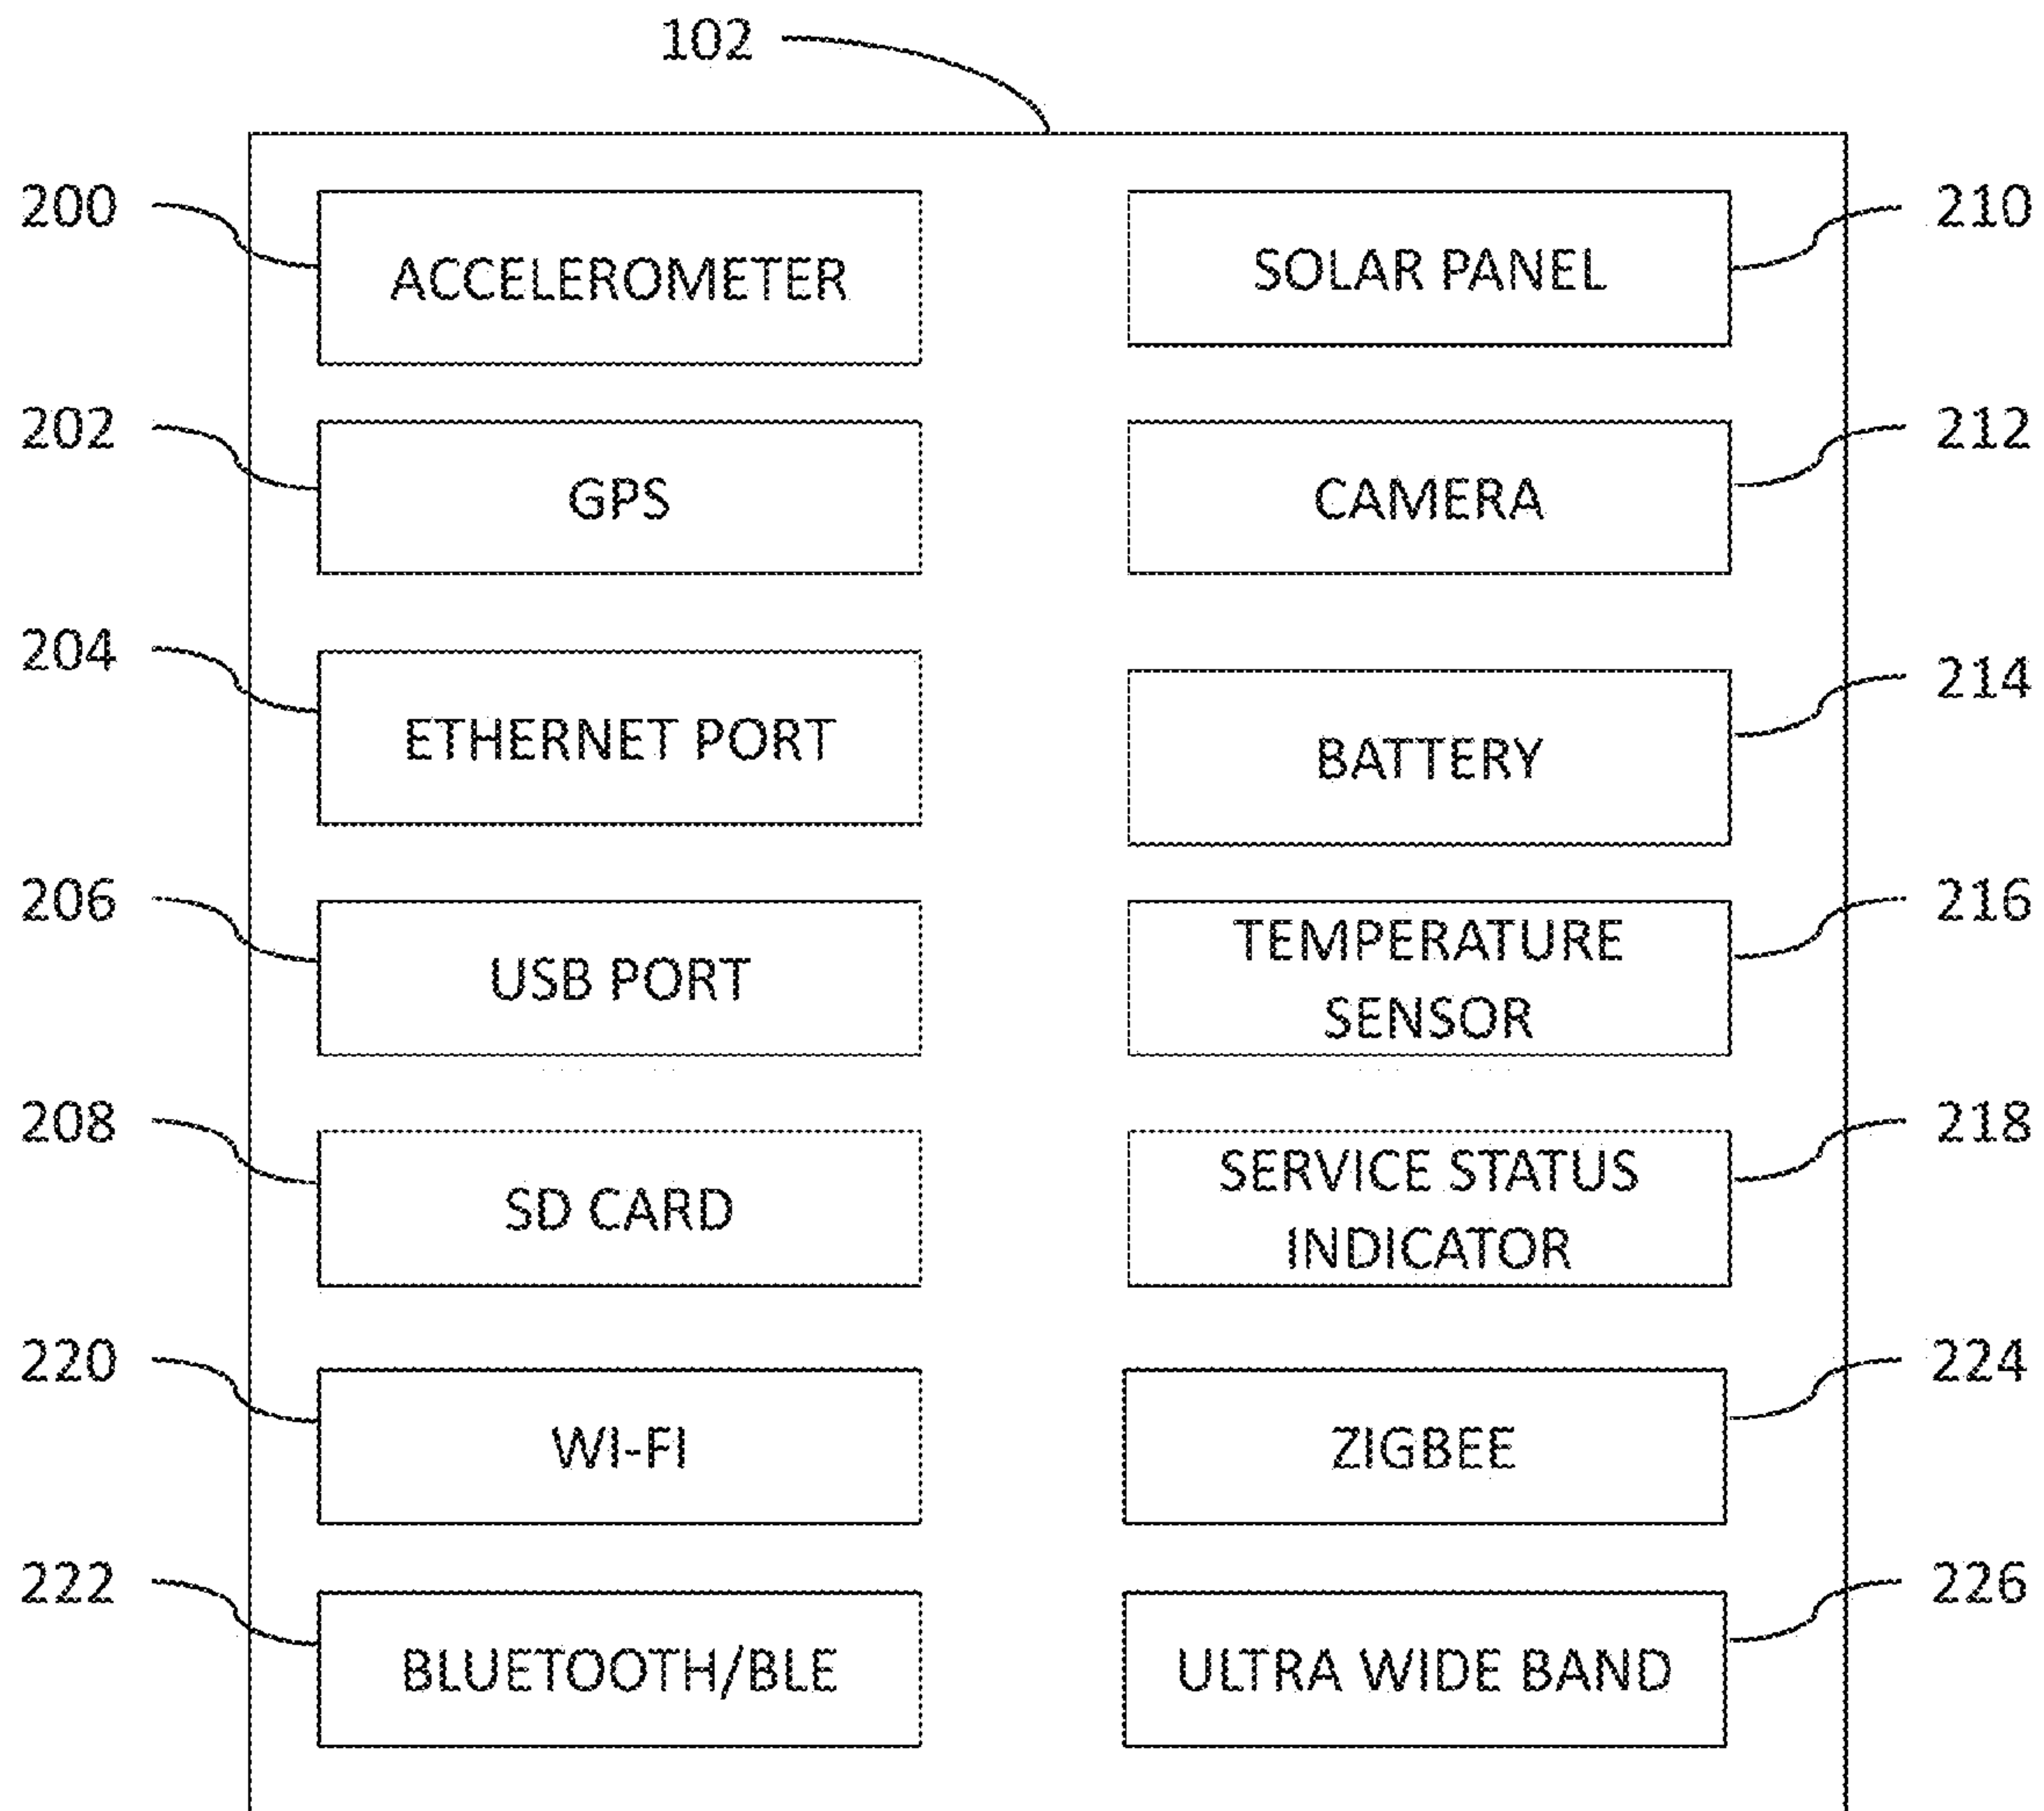 102
200
ACCELEROMETER
SOLAR PANEL
210
202
GPS
CAMERA
212
204
ETHERNET PORT
BATTERY
214
206
USB PORT
TEMPERATURE
SENSOR
216
208
SD CARD
SERVICE STATUS
INDICATOR
218
220
WI-FI
ZIGBEE
224
222
BLUETOOTH/BLE
ULTRA WIDE BAND
226